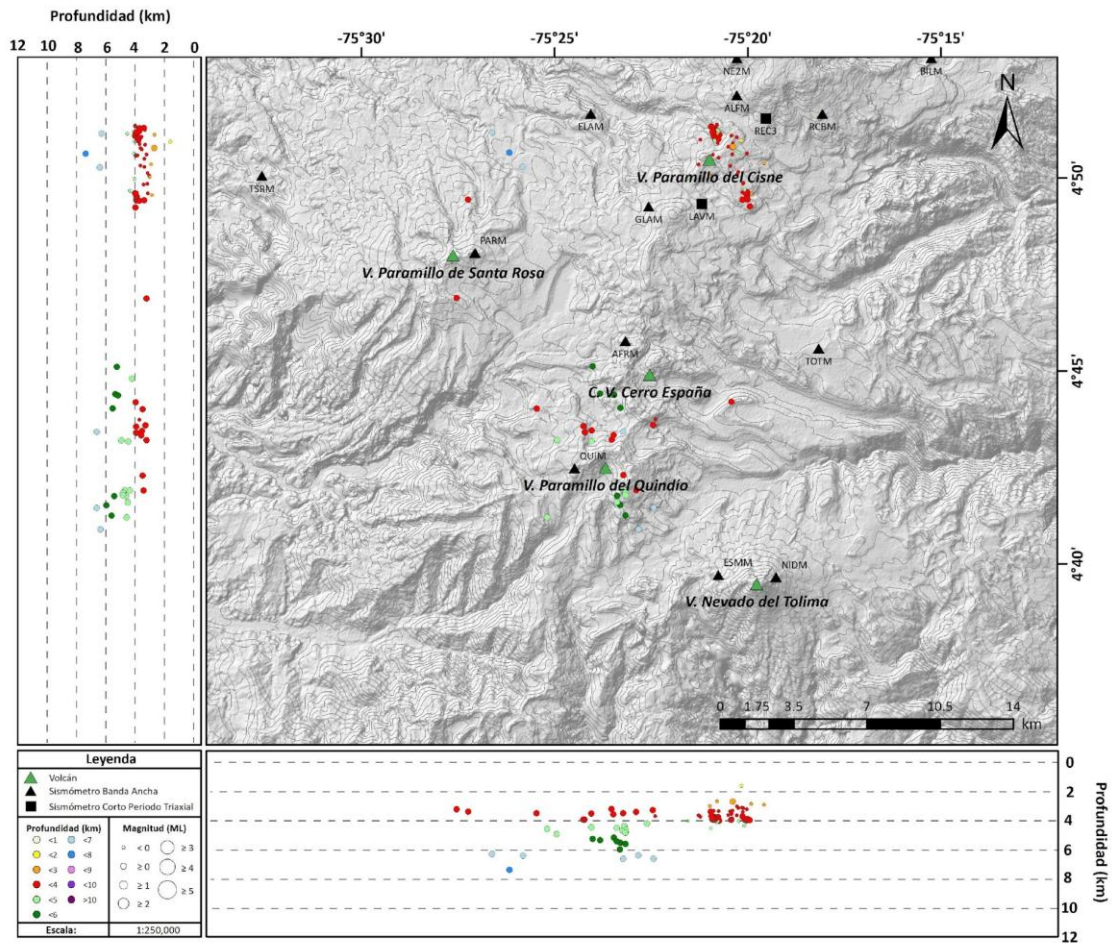 Profundidad (km)
12 10 8 6 4 2 0
-75°30' -75°25' -75°20' -75°15'
NE2M
BILM
ALFM
N
ELAM
REC3
RCBM
4°50'
V. Paramillo del Cisne
TSRM
GLAM
LAVM
PARM
V. Paramillo de Santa Rosa
AFRM
TOTM
4°45'
C. V. Cerro España
QUIM
V. Paramillo del Quindío
4°40'
ESMM
NIDM
V. Nevado del Tolima
0 1.75 3.5 7 10.5 14
km
Leyenda
Volcán
Sismómetro Banda Ancha
Sismómetro Corto Periodo Triaxial
Profundidad (km)
<1 <7
<2 <8
<3 <9
<4 <10
<5 >10
<6
Magnitud (ML)
< 0 ≥ 3
≥ 0 ≥ 4
≥ 1 ≥ 5
≥ 2
Escala: 1:250,000
0
2
4
6
8
10
12
Profundidad (km)